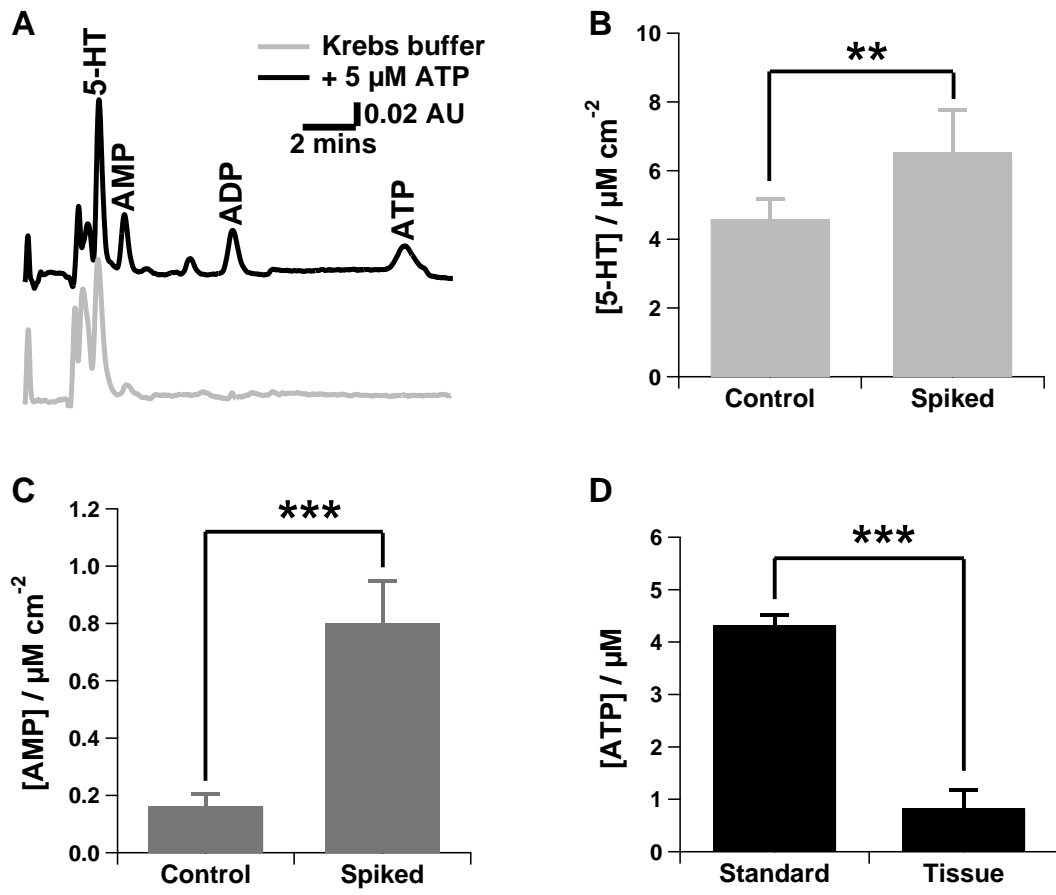 A
5-HT
Krebs buffer
+ 5 µM ATP
0.02 AU
2 mins
AMP
ADP
ATP
B
**
[5-HT] / µM cm-2
10
8
6
4
2
0
Control
Spiked
C
***
[AMP] / µM cm-2
1.2
1.0
0.8
0.6
0.4
0.2
0.0
Control
Spiked
D
***
[ATP] / µM
6
5
4
3
2
1
0
Standard
Tissue